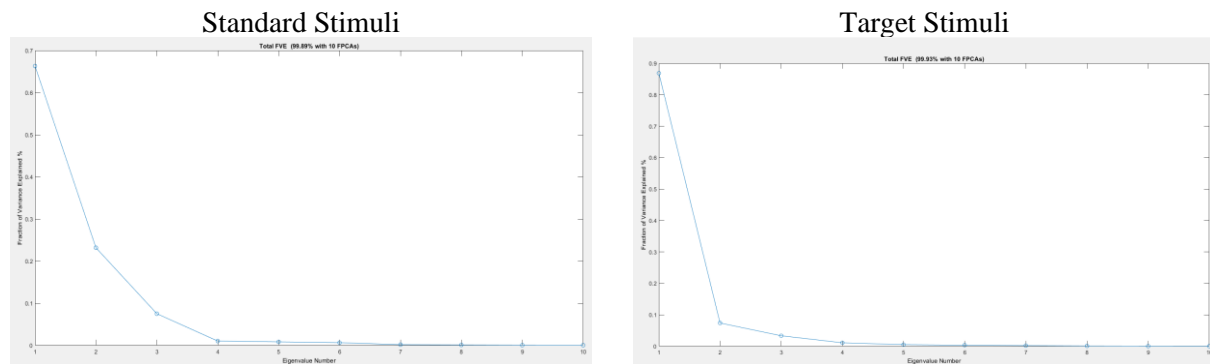 Standard Stimuli
Total FVE (99.89% with 10 FPCAs)
0.7
0.6
0.5
0.4
0.3
0.2
0.1
0
Fraction of Variance Explained %
1 2 3 4 5 6 7 8 9 10
Eigenvalue Number
Target Stimuli
Total FVE (99.93% with 10 FPCAs)
0.9
0.8
0.7
0.6
0.5
0.4
0.3
0.2
0.1
0
Fraction of Variance Explained %
1 2 3 4 5 6 7 8 9 10
Eigenvalue Number